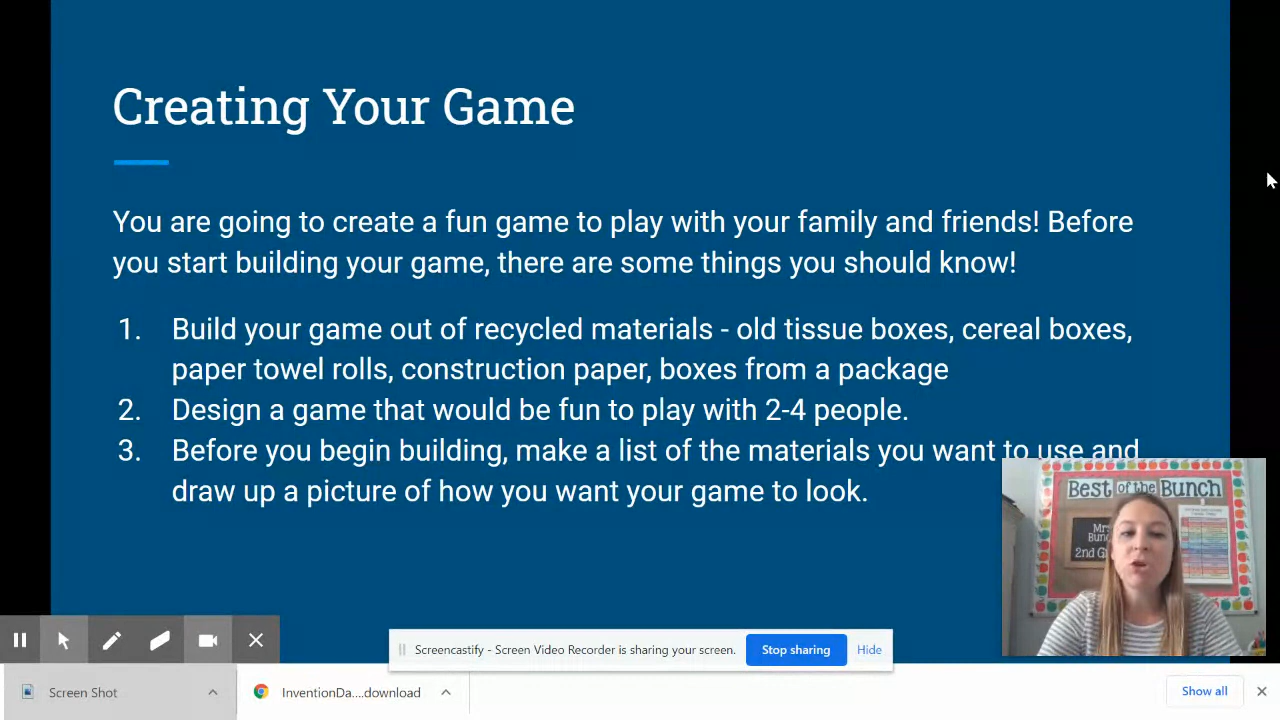 Creating Your Game
You are going to create a fun game to play with your family and friends! Before
you start building your game, there are some things you should know!
1. Build your game out of recycled materials - old tissue boxes, cereal boxes,
paper towel rolls, construction paper, boxes from a package
2. Design a game that would be fun to play with 2-4 people.
3. Before you begin building, make a list of the materials you want to use and
draw up a picture of how you want your game to look.
Best of the Bunch
Mrs
2nd
Screencastify - Screen Video Recorder is sharing your screen.
Stop sharing
Hide
Screen Shot
InventionDa....download
Show all